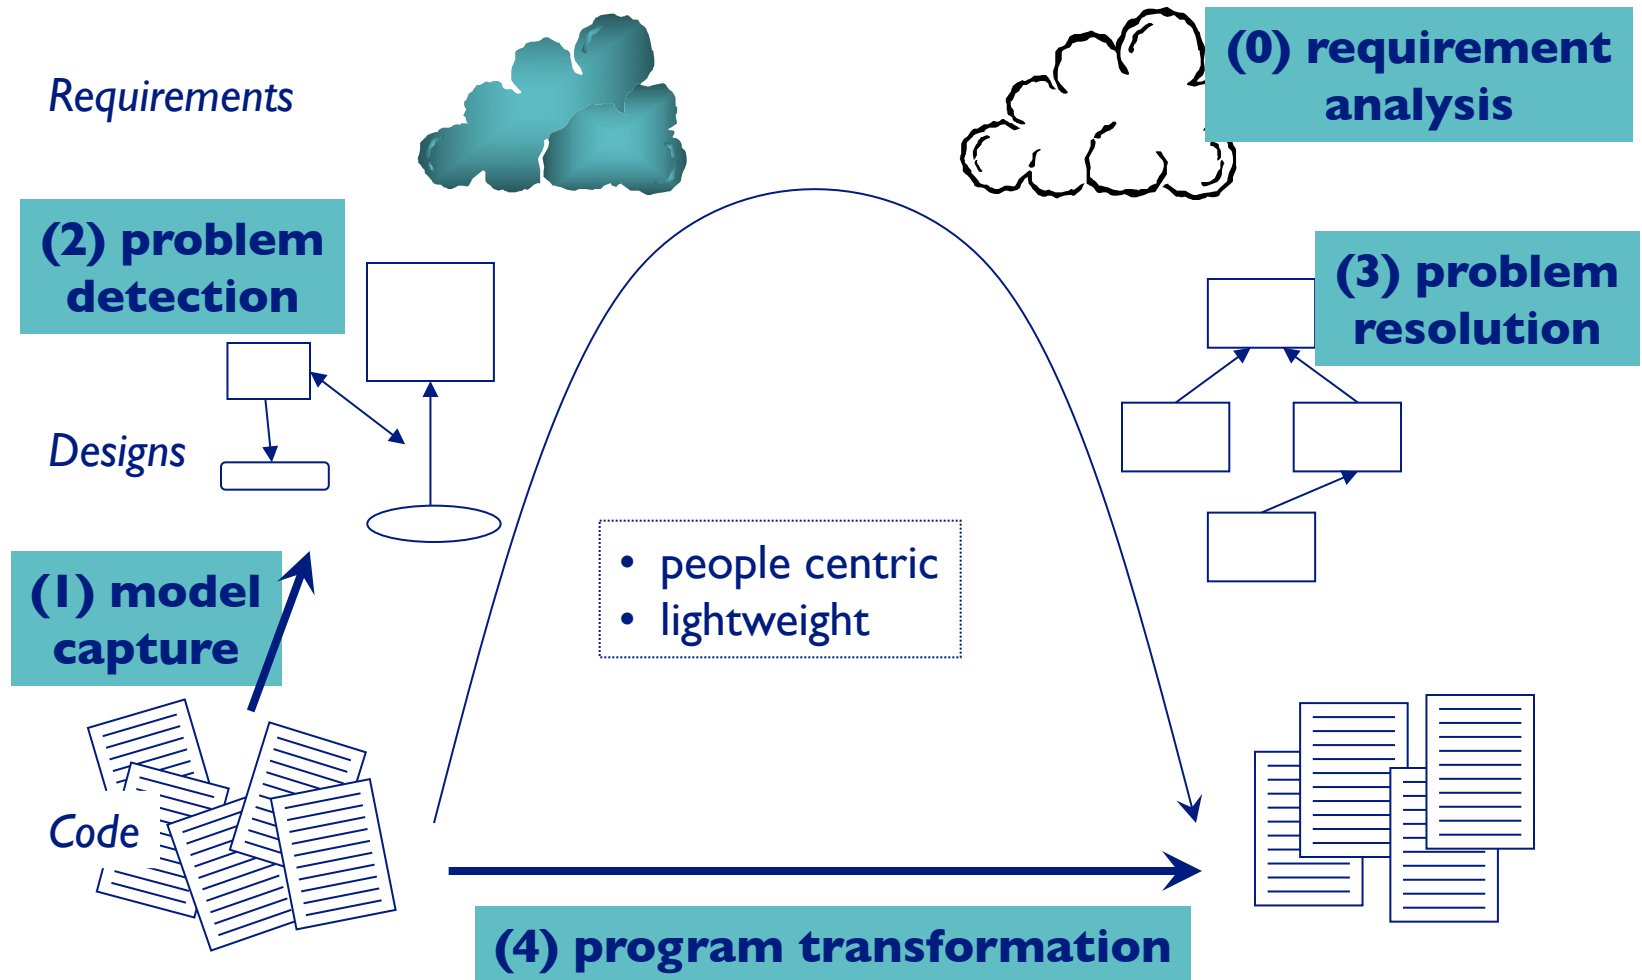 Requirements
(0) requirement
analysis
(2) problem
detection
(3) problem
resolution
Designs
• people centric
• lightweight
(1) model
capture
Code
(4) program transformation